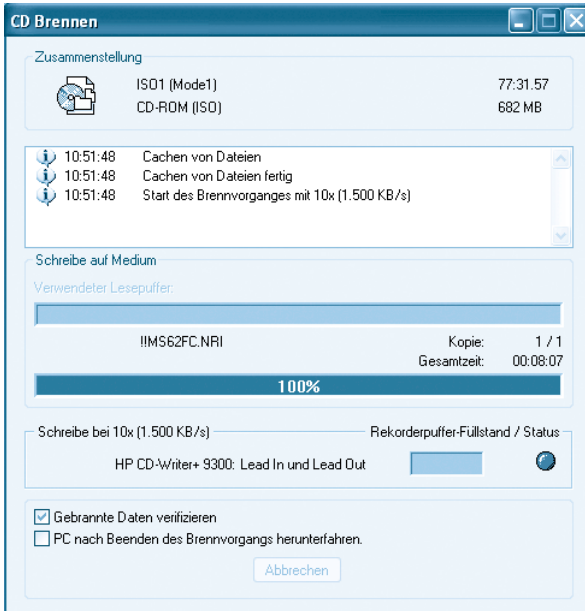 CD Brennen
Zusammenstellung
ISO1 (Mode1) 77:31.57
CD-ROM (ISO) 682 MB
10:51:48 Cachen von Dateien
10:51:48 Cachen von Dateien fertig
10:51:48 Start des Brennvorganges mit 10x (1.500 KB/s)
Schreibe auf Medium
Verwendeter Lesepuffer:
!!MS62FC.NRI Kopie: 1 / 1
Gesamtzeit: 00:08:07
100%
Schreibe bei 10x (1.500 KB/s) Rekorderpuffer-Füllstand / Status
HP CD-Writer+ 9300: Lead In und Lead Out
Gebrannte Daten verifizieren
PC nach Beenden des Brennvorgangs herunterfahren.
Abbrechen